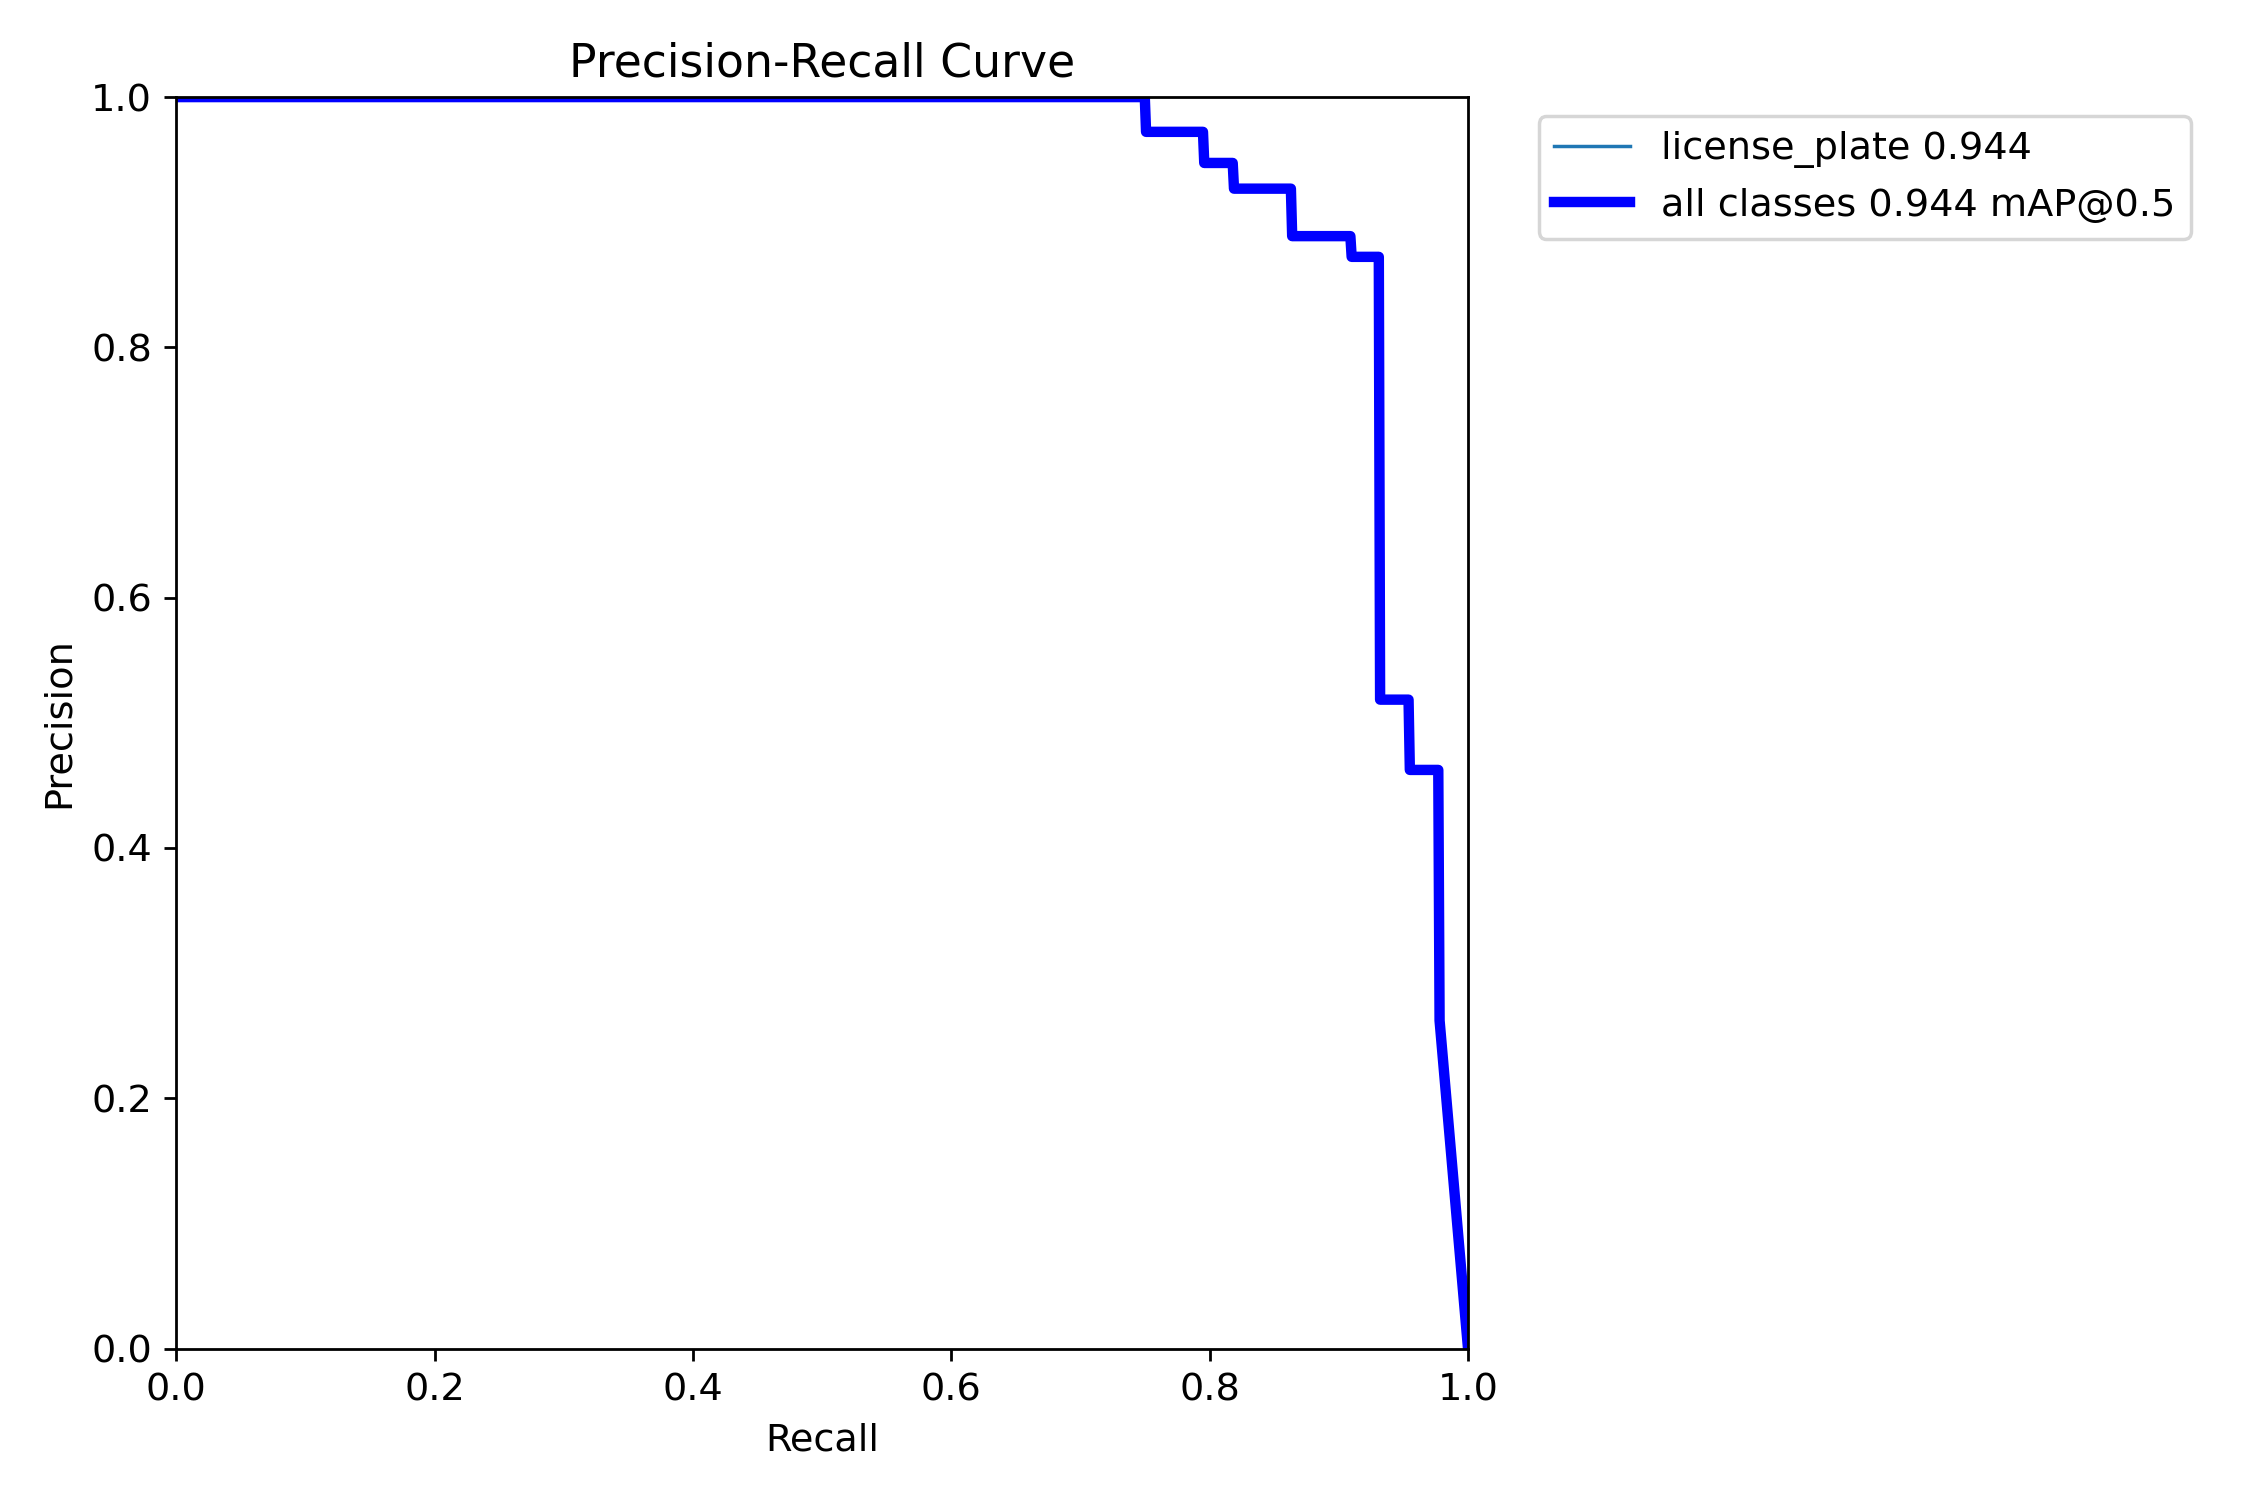 Precision-Recall Curve
1.0
0.8
0.6
0.4
0.2
0.0
Precision
0.0 0.2 0.4 0.6 0.8 1.0
Recall
license_plate 0.944
all classes 0.944 mAP@0.5